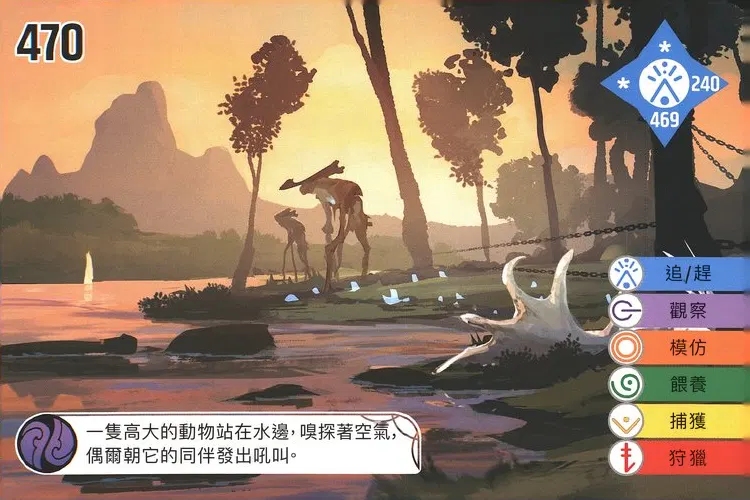 470
*
* 240
469
追/趕
觀察
模仿
餵養
捕獲
狩獵
一隻高大的動物站在水邊，嗅探著空氣，
偶爾朝它的同伴發出吼叫。